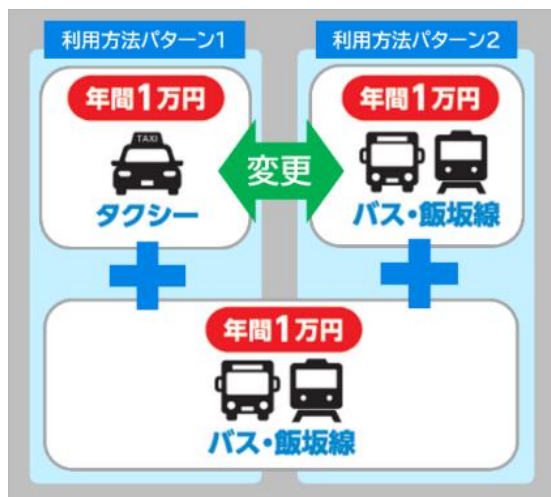 利用方法パターン1
利用方法パターン2
年間1万円
TAXI
タクシー
変更
年間1万円
バス・飯坂線
年間1万円
バス・飯坂線